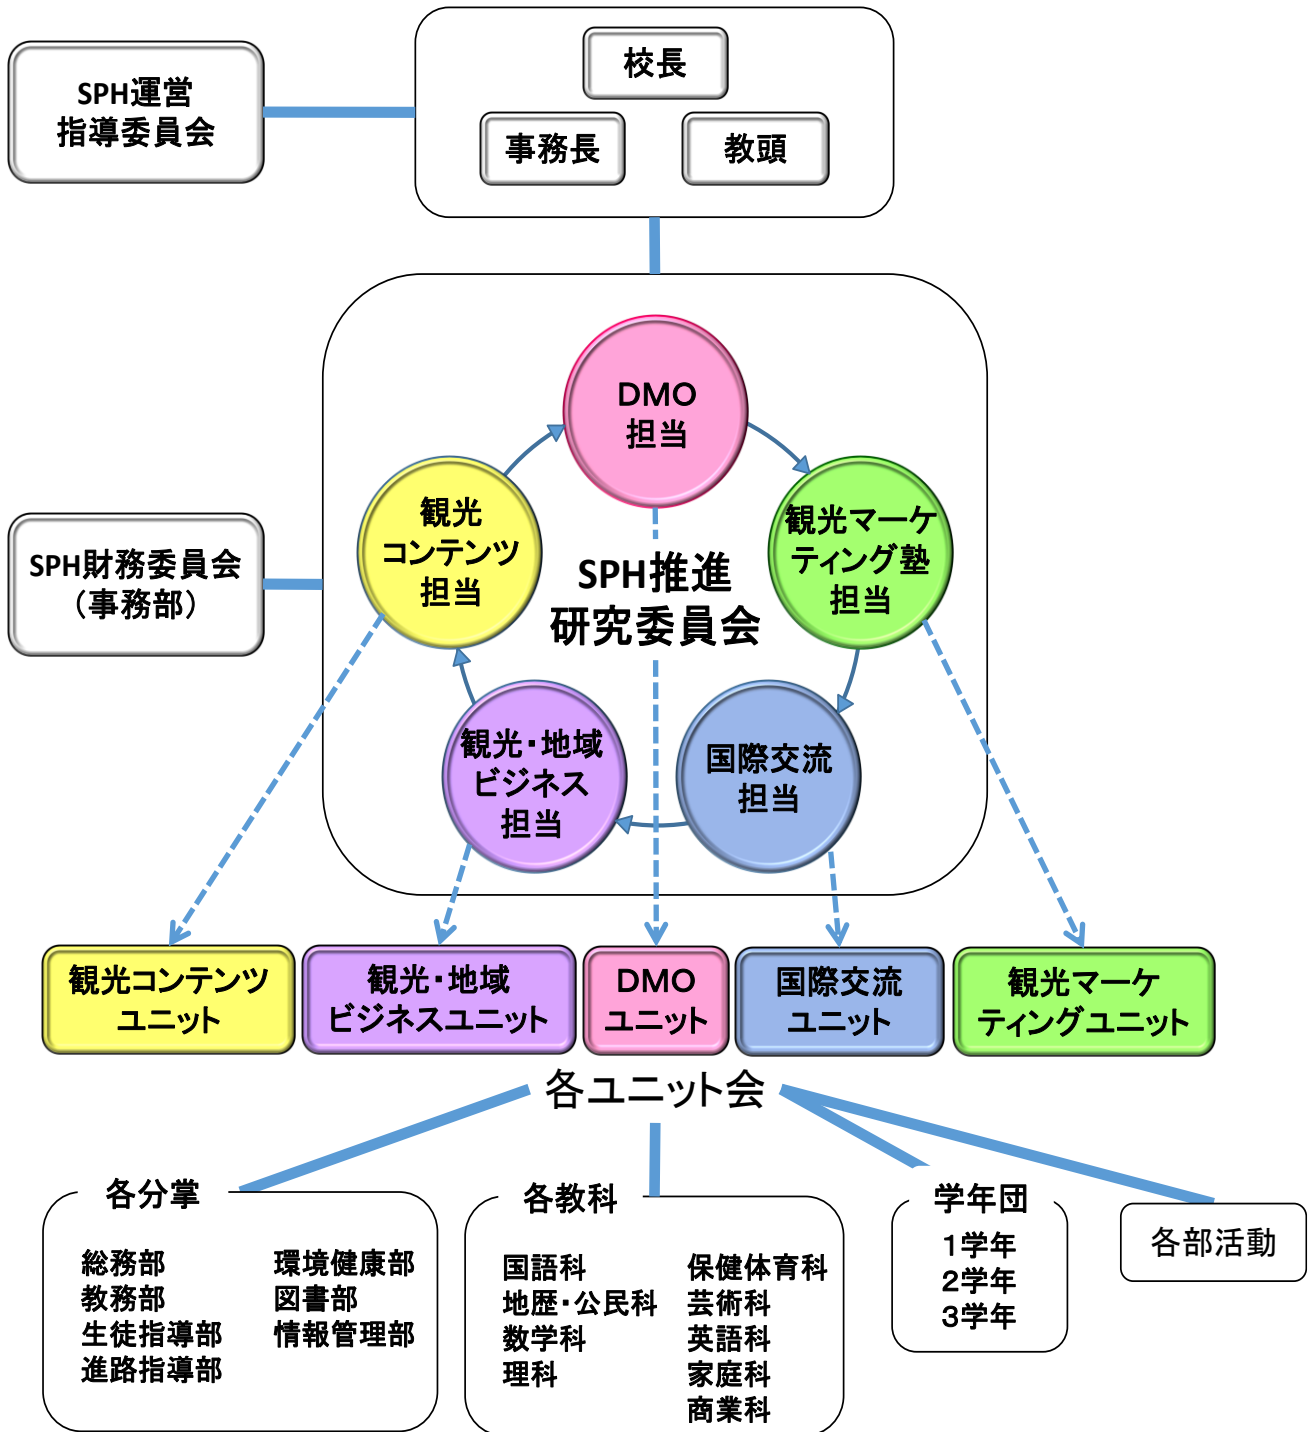 校長
SPH運営
指導委員会
事務長
教頭
DMO
担当
観光
コンテンツ
担当
観光マーケ
ティング塾
担当
SPH推進
研究委員会
SPH財務委員会
（事務部）
観光・地域
ビジネス
担当
国際交流
担当
観光コンテンツ
ユニット
観光・地域
ビジネスユニット
DMO
ユニット
国際交流
ユニット
観光マーケ
ティングユニット
各ユニット会
各分掌
総務部
教務部
生徒指導部
進路指導部
環境健康部
図書部
情報管理部
各教科
国語科
地歴・公民科
数学科
理科
保健体育科
芸術科
英語科
家庭科
商業科
学年団
1学年
2学年
3学年
各部活動